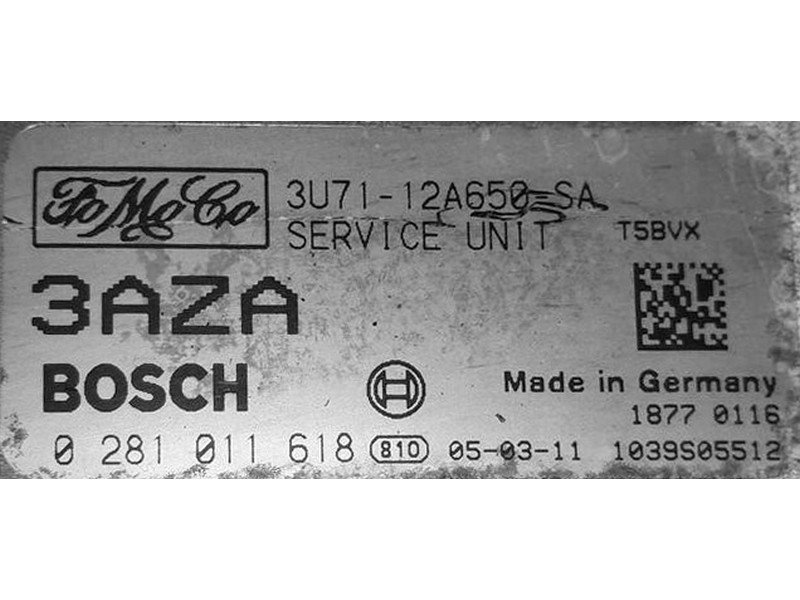 FoMoCo
3U71-12A650-SA
SERVICE UNIT T5BVX
3AZA
BOSCH
Made in Germany
1877 0116
0 281 011 618 810 05-03-11 1039S05512